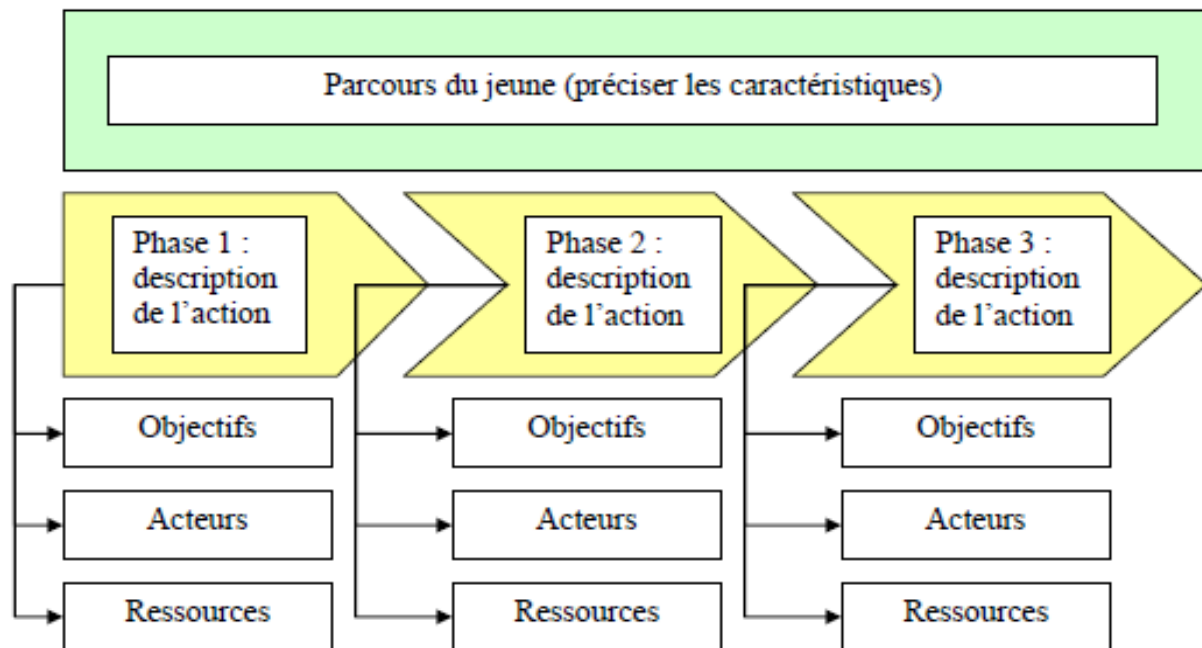 Parcours du jeune (préciser les caractéristiques)
Phase 1 :
description
de l’action
Phase 2 :
description
de l’action
Phase 3 :
description
de l’action
Objectifs
Objectifs
Objectifs
Acteurs
Acteurs
Acteurs
Ressources
Ressources
Ressources